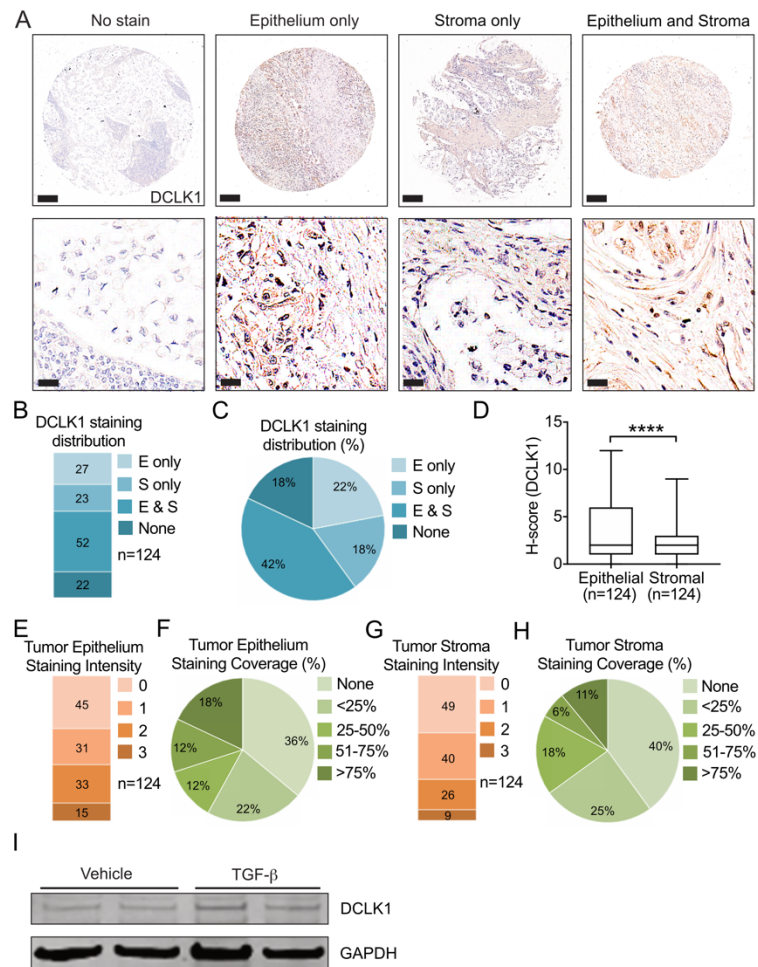 A
No stain
Epithelium only
Stroma only
Epithelium and Stroma
DCLK1
B
DCLK1 staining
distribution
27
23
52
22
E only
S only
E & S
None
n=124
C
DCLK1 staining
distribution (%)
18%
22%
18%
42%
E only
S only
E & S
None
D
H-score (DCLK1)
15
10
5
0
****
Epithelial Stromal
(n=124) (n=124)
E
Tumor Epithelium
Staining Intensity
45
31
33
15
0
1
2
3
n=124
F
Tumor Epithelium
Staining Coverage (%)
18%
36%
12%
12%
22%
None
<25%
25-50%
51-75%
>75%
G
Tumor Stroma
Staining Intensity
49
40
26
9
0
1
2
3
n=124
H
Tumor Stroma
Staining Coverage (%)
11%
6%
18%
40%
25%
None
<25%
25-50%
51-75%
>75%
I
Vehicle
TGF-β
DCLK1
GAPDH